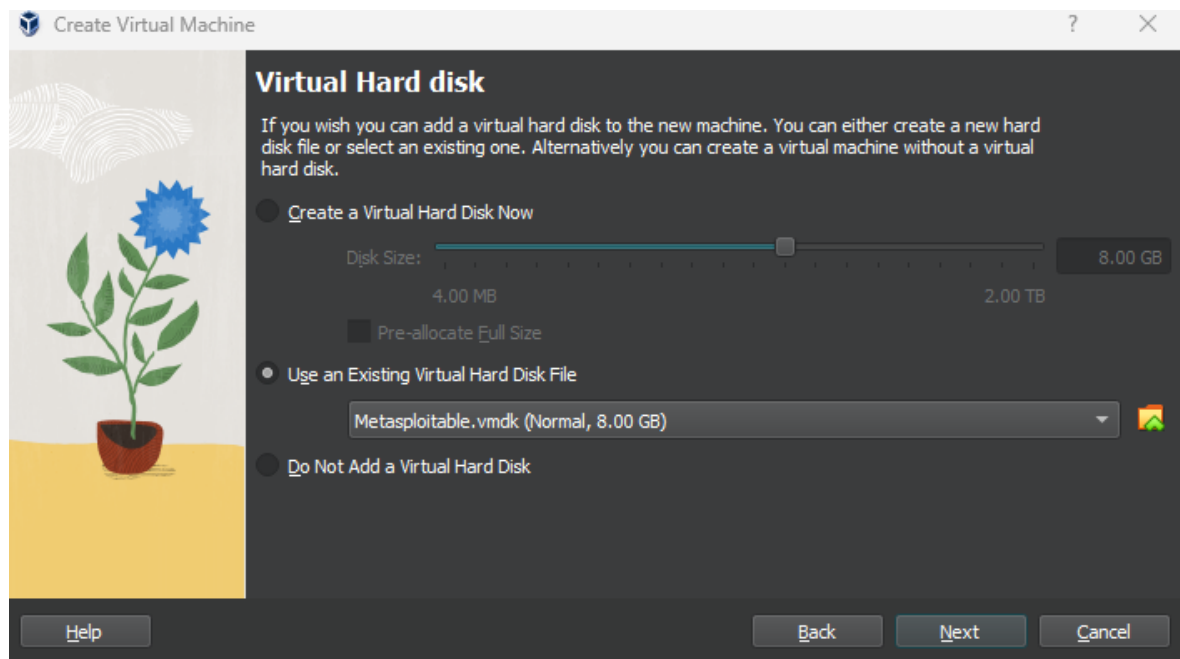 Create Virtual Machine
?
Virtual Hard disk
If you wish you can add a virtual hard disk to the new machine. You can either create a new hard
disk file or select an existing one. Alternatively you can create a virtual machine without a virtual
hard disk.
Create a Virtual Hard Disk Now
Disk Size:
8.00 GB
4.00 MB
2.00 TB
Pre-allocate Full Size
Use an Existing Virtual Hard Disk File
Metasploitable.vmdk (Normal, 8.00 GB)
Do Not Add a Virtual Hard Disk
Help
Back
Next
Cancel